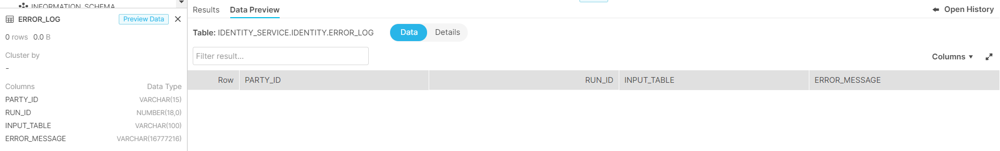 INFORMATION_SCHEMA
ERROR_LOG Preview Data
0 rows 0.0 B
Cluster by
-
Columns Data Type
PARTY_ID VARCHAR(15)
RUN_ID NUMBER(18,0)
INPUT_TABLE VARCHAR(100)
ERROR_MESSAGE VARCHAR(16777216)
Results Data Preview
Open History
Table: IDENTITY_SERVICE.IDENTITY.ERROR_LOG Data Details
Filter result...
Columns
Row PARTY_ID RUN_ID INPUT_TABLE ERROR_MESSAGE